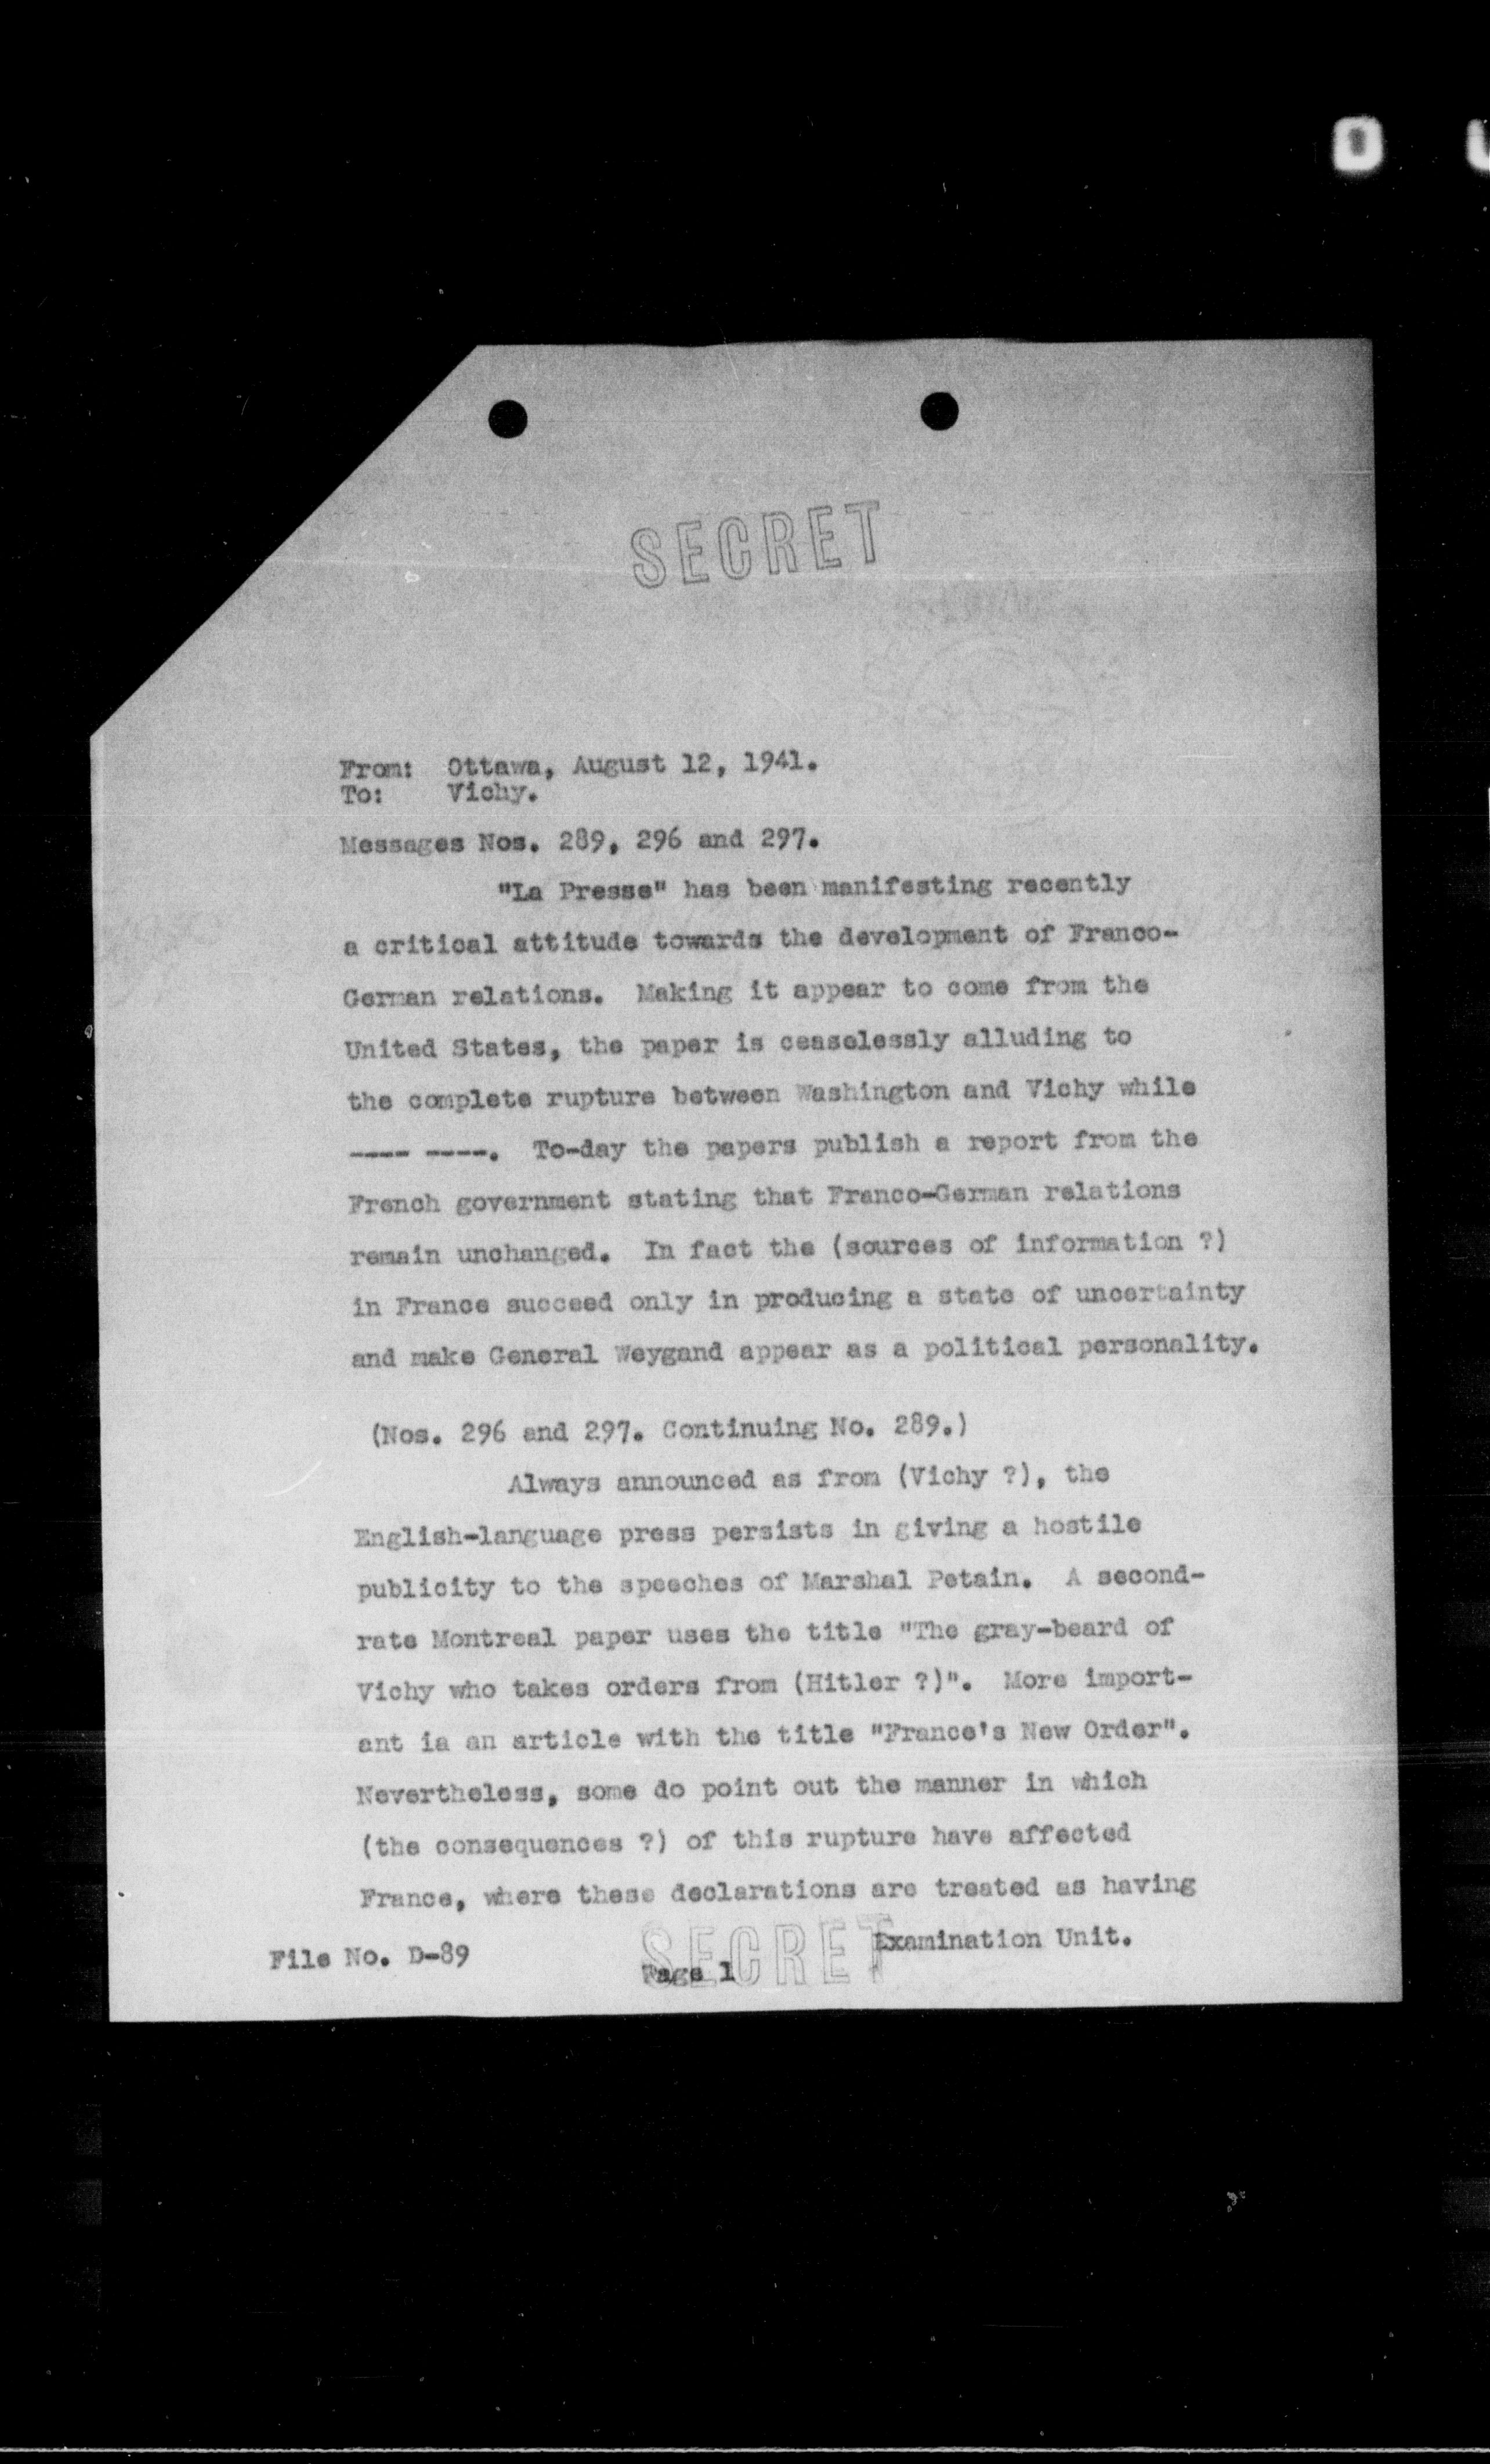 SECRET
From: Ottawa, August 12, 1941.
To: Vichy.
Messages Nos. 289, 296 and 297.
"La Presse" has been manifesting recently
a critical attitude towards the development of Franco-
German relations. Making it appear to come from the
United States, the paper is ceaselessly alluding to
the complete rupture between Washington and Vichy while
---- ----. To-day the papers publish a report from the
French government stating that Franco-German relations
remain unchanged. In fact the (sources of information ?)
in France succeed only in producing a state of uncertainty
and make General Weygand appear as a political personality.
(Nos. 296 and 297. Continuing No. 289.)
Always announced as from (Vichy ?), the
English-language press persists in giving a hostile
publicity to the speeches of Marshal Petain. A second-
rate Montreal paper uses the title "The gray-beard of
Vichy who takes orders from (Hitler ?)". More import-
ant ia an article with the title "France's New Order".
Nevertheless, some do point out the manner in which
(the consequences ?) of this rupture have affected
France, where these declarations are treated as having
Examination Unit.
File No. D-89
SECRET
Page 1